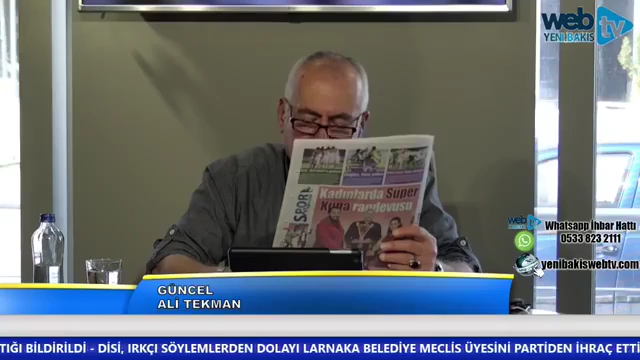 web tv
YENİ BAKIŞ
SPOR
Kadınlarda Süper
Kupa randevusu
web tv
Whatsapp İhbar Hattı
0533 823 2111
yenibakiswebtv.com
GÜNCEL
ALİ TEKMAN
TIĞI BİLDİRİLDİ - DİSİ, IRKÇI SÖYLEMLERDEN DOLAYI LARNAKA BELEDİYE MECLİS ÜYESİNİ PARTİDEN İHRAÇ ETTİ